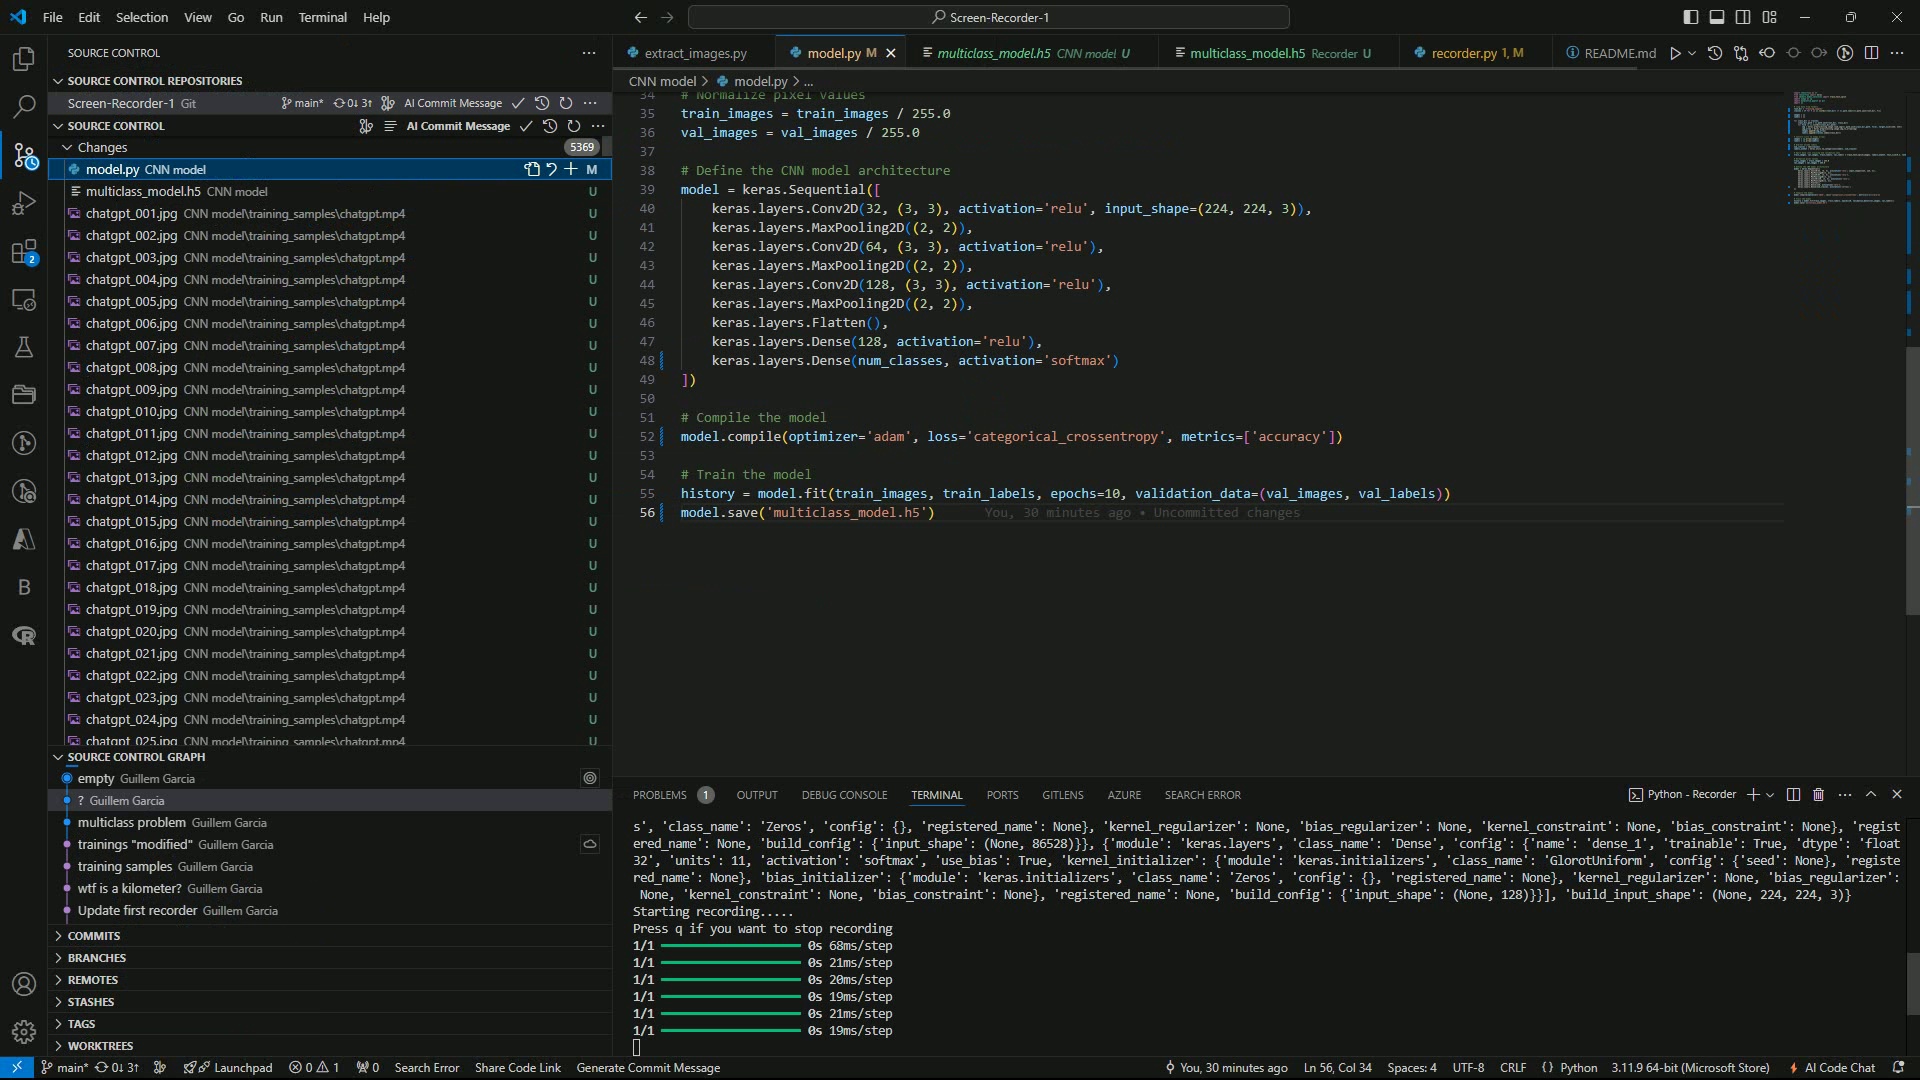 File Edit Selection View Go Run Terminal Help
Screen-Recorder-1
SOURCE CONTROL
SOURCE CONTROL REPOSITORIES
Screen-Recorder-1 Git main* 0↓ 3↑ AI Commit Message
SOURCE CONTROL AI Commit Message
Changes 5369
model.py CNN model M
multiclass_model.h5 CNN model U
chatgpt_001.jpg CNN model\training_samples\chatgpt.mp4 U
chatgpt_002.jpg CNN model\training_samples\chatgpt.mp4 U
chatgpt_003.jpg CNN model\training_samples\chatgpt.mp4 U
chatgpt_004.jpg CNN model\training_samples\chatgpt.mp4 U
chatgpt_005.jpg CNN model\training_samples\chatgpt.mp4 U
chatgpt_006.jpg CNN model\training_samples\chatgpt.mp4 U
chatgpt_007.jpg CNN model\training_samples\chatgpt.mp4 U
chatgpt_008.jpg CNN model\training_samples\chatgpt.mp4 U
chatgpt_009.jpg CNN model\training_samples\chatgpt.mp4 U
chatgpt_010.jpg CNN model\training_samples\chatgpt.mp4 U
chatgpt_011.jpg CNN model\training_samples\chatgpt.mp4 U
chatgpt_012.jpg CNN model\training_samples\chatgpt.mp4 U
chatgpt_013.jpg CNN model\training_samples\chatgpt.mp4 U
chatgpt_014.jpg CNN model\training_samples\chatgpt.mp4 U
chatgpt_015.jpg CNN model\training_samples\chatgpt.mp4 U
chatgpt_016.jpg CNN model\training_samples\chatgpt.mp4 U
chatgpt_017.jpg CNN model\training_samples\chatgpt.mp4 U
chatgpt_018.jpg CNN model\training_samples\chatgpt.mp4 U
chatgpt_019.jpg CNN model\training_samples\chatgpt.mp4 U
chatgpt_020.jpg CNN model\training_samples\chatgpt.mp4 U
chatgpt_021.jpg CNN model\training_samples\chatgpt.mp4 U
chatgpt_022.jpg CNN model\training_samples\chatgpt.mp4 U
chatgpt_023.jpg CNN model\training_samples\chatgpt.mp4 U
chatgpt_024.jpg CNN model\training_samples\chatgpt.mp4 U
chatgpt_025.jpg CNN model\training_samples\chatgpt.mp4 U
SOURCE CONTROL GRAPH
empty Guillem Garcia
? Guillem Garcia
multiclass problem Guillem Garcia
trainings "modified" Guillem Garcia
training samples Guillem Garcia
wtf is a kilometer? Guillem Garcia
Update first recorder Guillem Garcia
COMMITS
BRANCHES
REMOTES
STASHES
TAGS
WORKTREES
2
B
R
extract_images.py model.py M multiclass_model.h5 CNN model U multiclass_model.h5 Recorder U recorder.py 1, M README.md
CNN model > model.py > ...
34 # Normalize pixel values
35 train_images = train_images / 255.0
36 val_images = val_images / 255.0
37
38 # Define the CNN model architecture
39 model = keras.Sequential([
40 keras.layers.Conv2D(32, (3, 3), activation='relu', input_shape=(224, 224, 3)),
41 keras.layers.MaxPooling2D((2, 2)),
42 keras.layers.Conv2D(64, (3, 3), activation='relu'),
43 keras.layers.MaxPooling2D((2, 2)),
44 keras.layers.Conv2D(128, (3, 3), activation='relu'),
45 keras.layers.MaxPooling2D((2, 2)),
46 keras.layers.Flatten(),
47 keras.layers.Dense(128, activation='relu'),
48 keras.layers.Dense(num_classes, activation='softmax')
49 ])
50
51 # Compile the model
52 model.compile(optimizer='adam', loss='categorical_crossentropy', metrics=['accuracy'])
53
54 # Train the model
55 history = model.fit(train_images, train_labels, epochs=10, validation_data=(val_images, val_labels))
56 model.save('multiclass_model.h5') You, 30 minutes ago • Uncommitted changes
PROBLEMS 1 OUTPUT DEBUG CONSOLE TERMINAL PORTS GITLENS AZURE SEARCH ERROR Python - Recorder
s', 'class_name': 'Zeros', 'config': {}, 'registered_name': None}, 'kernel_regularizer': None, 'bias_regularizer': None, 'kernel_constraint': None, 'bias_constraint': None}, 'regist
ered_name': None, 'build_config': {'input_shape': (None, 86528)}}, {'module': 'keras.layers', 'class_name': 'Dense', 'config': {'name': 'dense_1', 'trainable': True, 'dtype': 'float
32', 'units': 11, 'activation': 'softmax', 'use_bias': True, 'kernel_initializer': {'module': 'keras.initializers', 'class_name': 'GlorotUniform', 'config': {'seed': None}, 'registe
red_name': None}, 'bias_initializer': {'module': 'keras.initializers', 'class_name': 'Zeros', 'config': {}, 'registered_name': None}, 'kernel_regularizer': None, 'bias_regularizer':
None, 'kernel_constraint': None, 'bias_constraint': None}, 'registered_name': None, 'build_config': {'input_shape': (None, 128)}}], 'build_input_shape': (None, 224, 224, 3)}
Starting recording.....
Press q if you want to stop recording
1/1 0s 68ms/step
1/1 0s 21ms/step
1/1 0s 20ms/step
1/1 0s 19ms/step
1/1 0s 21ms/step
1/1 0s 19ms/step
main* 0↓ 3↑ Launchpad 0 1 0 Search Error Share Code Link Generate Commit Message You, 30 minutes ago Ln 56, Col 34 Spaces: 4 UTF-8 CRLF {} Python 3.11.9 64-bit (Microsoft Store) AI Code Chat